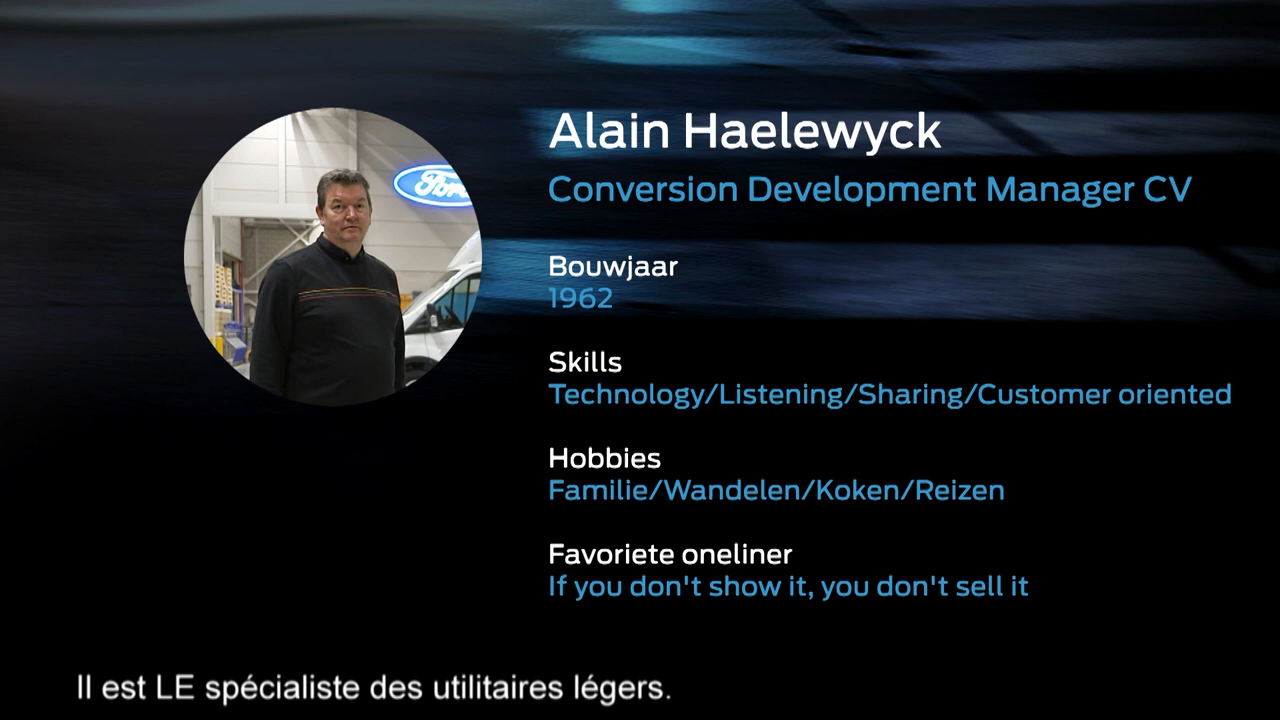 Alain Haelewyck
Conversion Development Manager CV
Ford
Bouwjaar
1962
Skills
Technology/Listening/Sharing/Customer oriented
Hobbies
Familie/Wandelen/Koken/Reizen
Favoriete oneliner
If you don't show it, you don't sell it
Il est LE spécialiste des utilitaires légers.